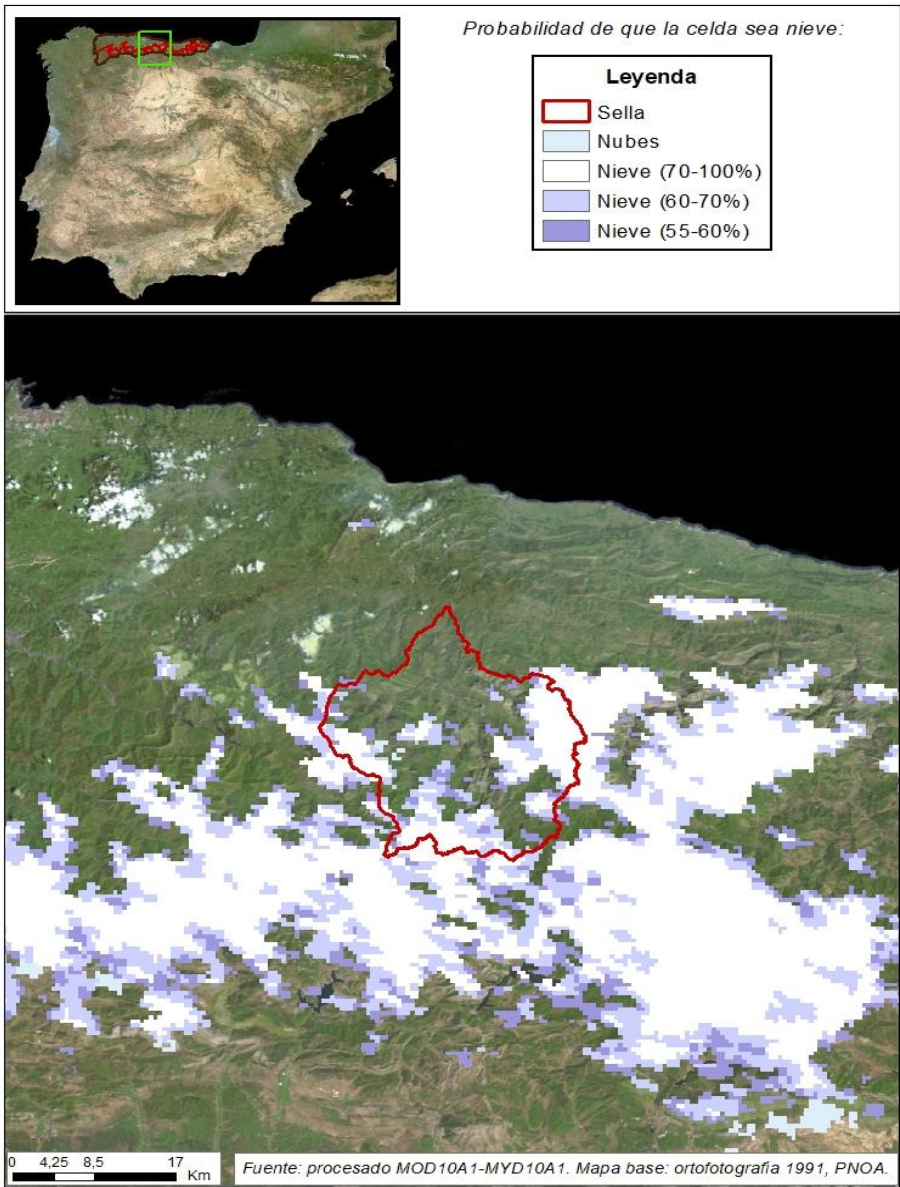 Probabilidad de que la celda sea nieve:
Leyenda
Sella
Nubes
Nieve (70-100%)
Nieve (60-70%)
Nieve (55-60%)
0 4,25 8,5 17
Km
Fuente: procesado MOD10A1-MYD10A1. Mapa base: ortofotografía 1991, PNOA.